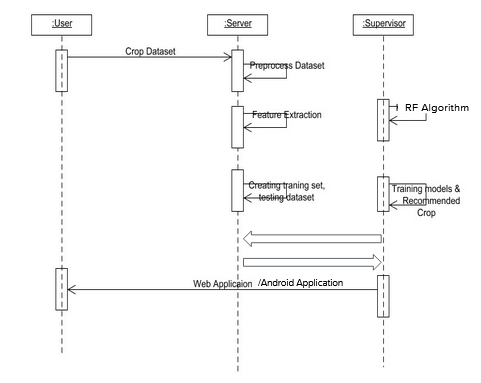 :User
:Server
:Supervisor
Crop Dataset
Preprocess Dataset
RF Algorithm
Feature Extraction
Creating traning set,
testing dataset
Training models &
Recommended
Crop
Web Applicaion /Android Application